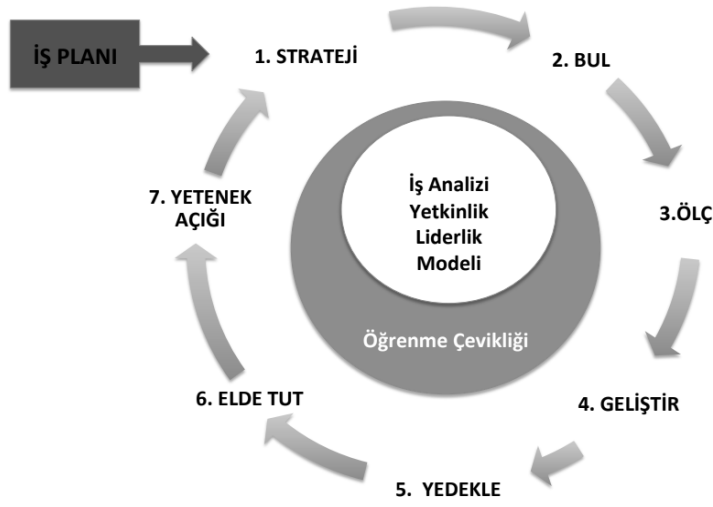 İŞ PLANI
1. STRATEJİ
2. BUL
3.ÖLÇ
4. GELİŞTİR
5. YEDEKLE
6. ELDE TUT
7. YETENEK
AÇIĞI
İş Analizi
Yetkinlik
Liderlik
Modeli
Öğrenme Çevikliği